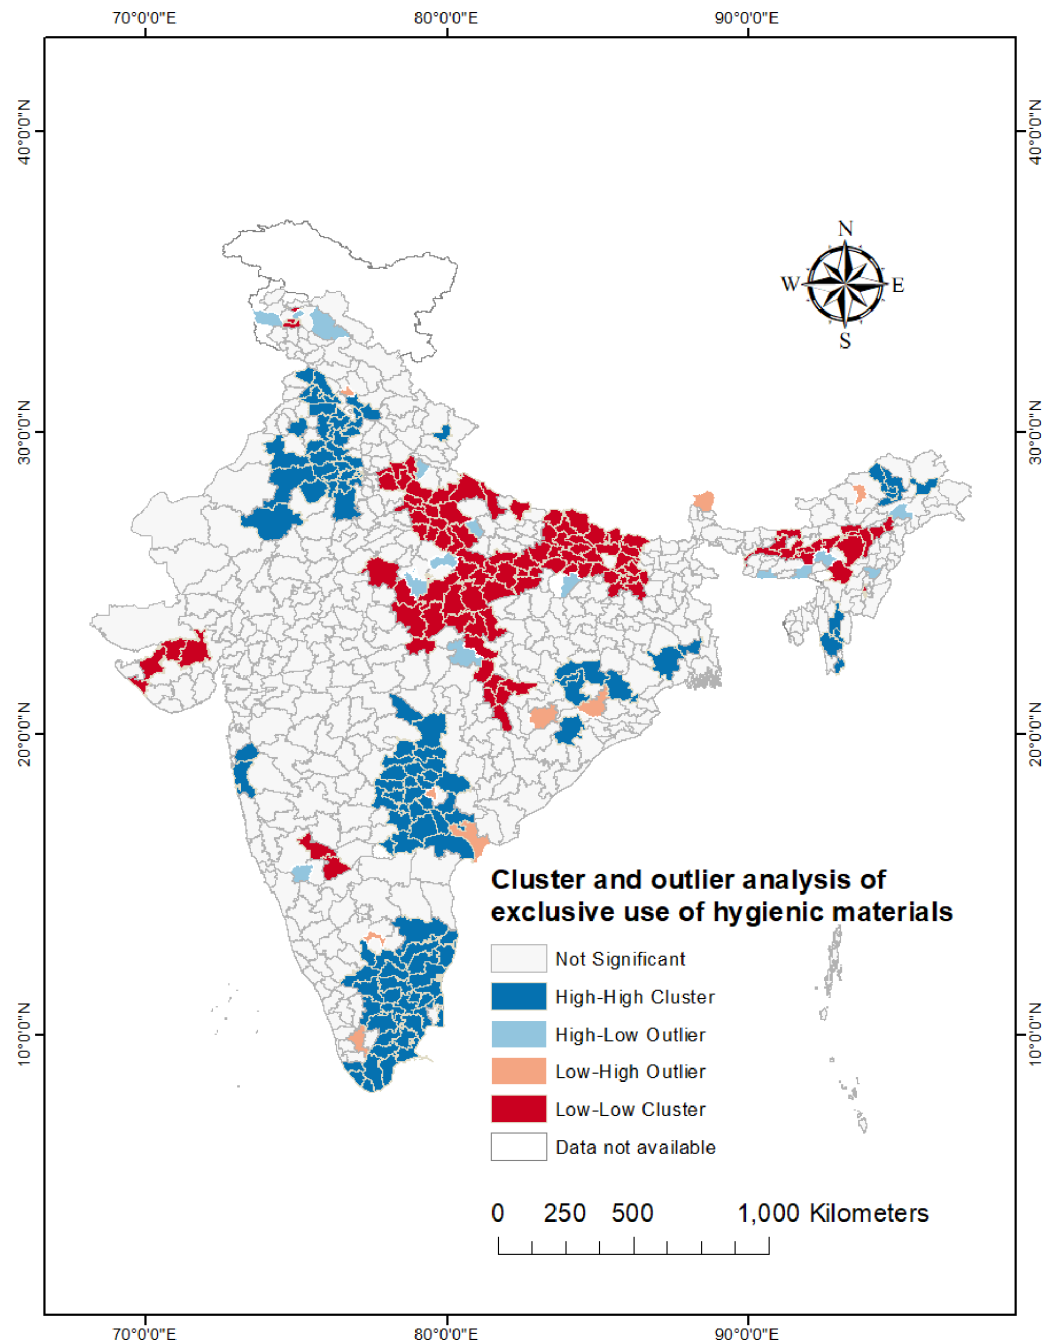 70°0'0"E 80°0'0"E 90°0'0"E
40°0'0"N 40°0'0"N
N
W E
S
30°0'0"N 30°0'0"N
20°0'0"N 20°0'0"N
Cluster and outlier analysis of
exclusive use of hygienic materials
Not Significant
High-High Cluster
High-Low Outlier
10°0'0"N 10°0'0"N
Low-High Outlier
Low-Low Cluster
Data not available
0 250 500 1,000 Kilometers
70°0'0"E 80°0'0"E 90°0'0"E